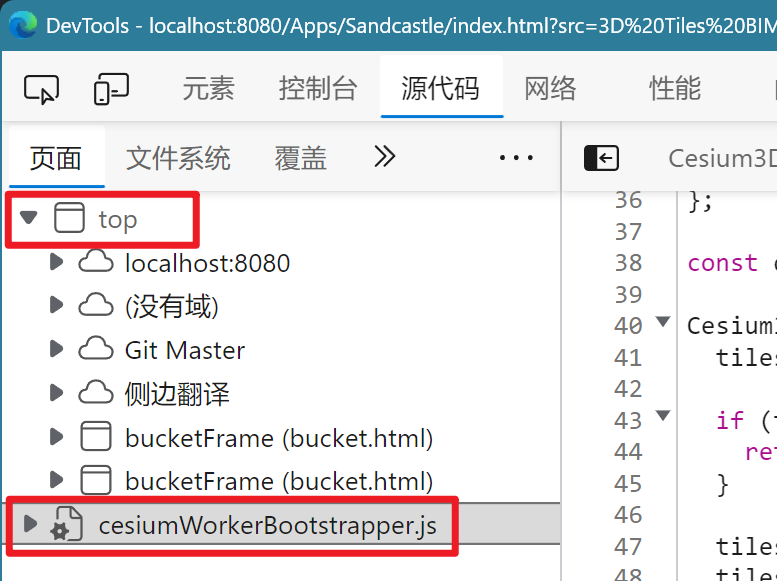 DevTools - localhost:8080/Apps/Sandcastle/index.html?src=3D%20Tiles%20BIM
元素 控制台 源代码 网络 性能
页面 文件系统 覆盖
Cesium3D
top
localhost:8080
(没有域)
Git Master
侧边翻译
bucketFrame (bucket.html)
bucketFrame (bucket.html)
cesiumWorkerBootstrapper.js
36 };
37
38 const
39
40 Cesium3
41 tiles
42
43 if (
44 ret
45 }
46
47 tiles
48 tiles